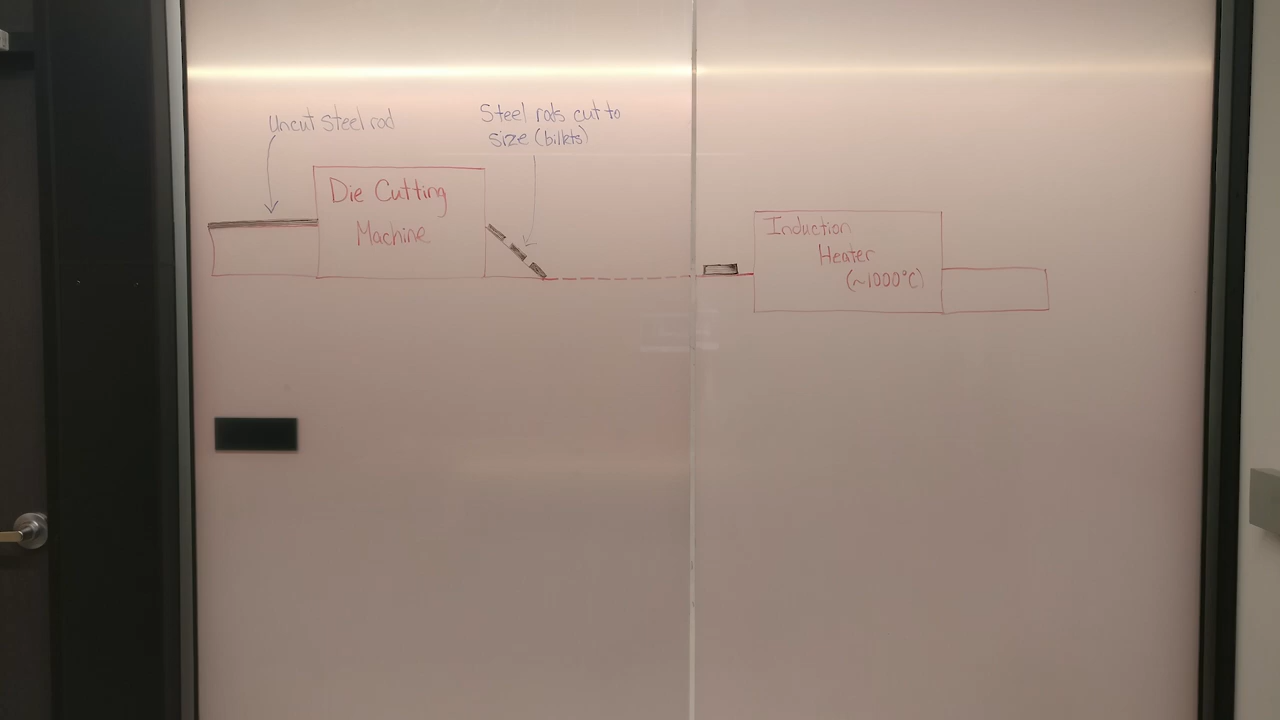 Uncut steel rod
Steel rods cut to
size (billets)
Die Cutting
Machine
Induction
Heater
(~1000°C)